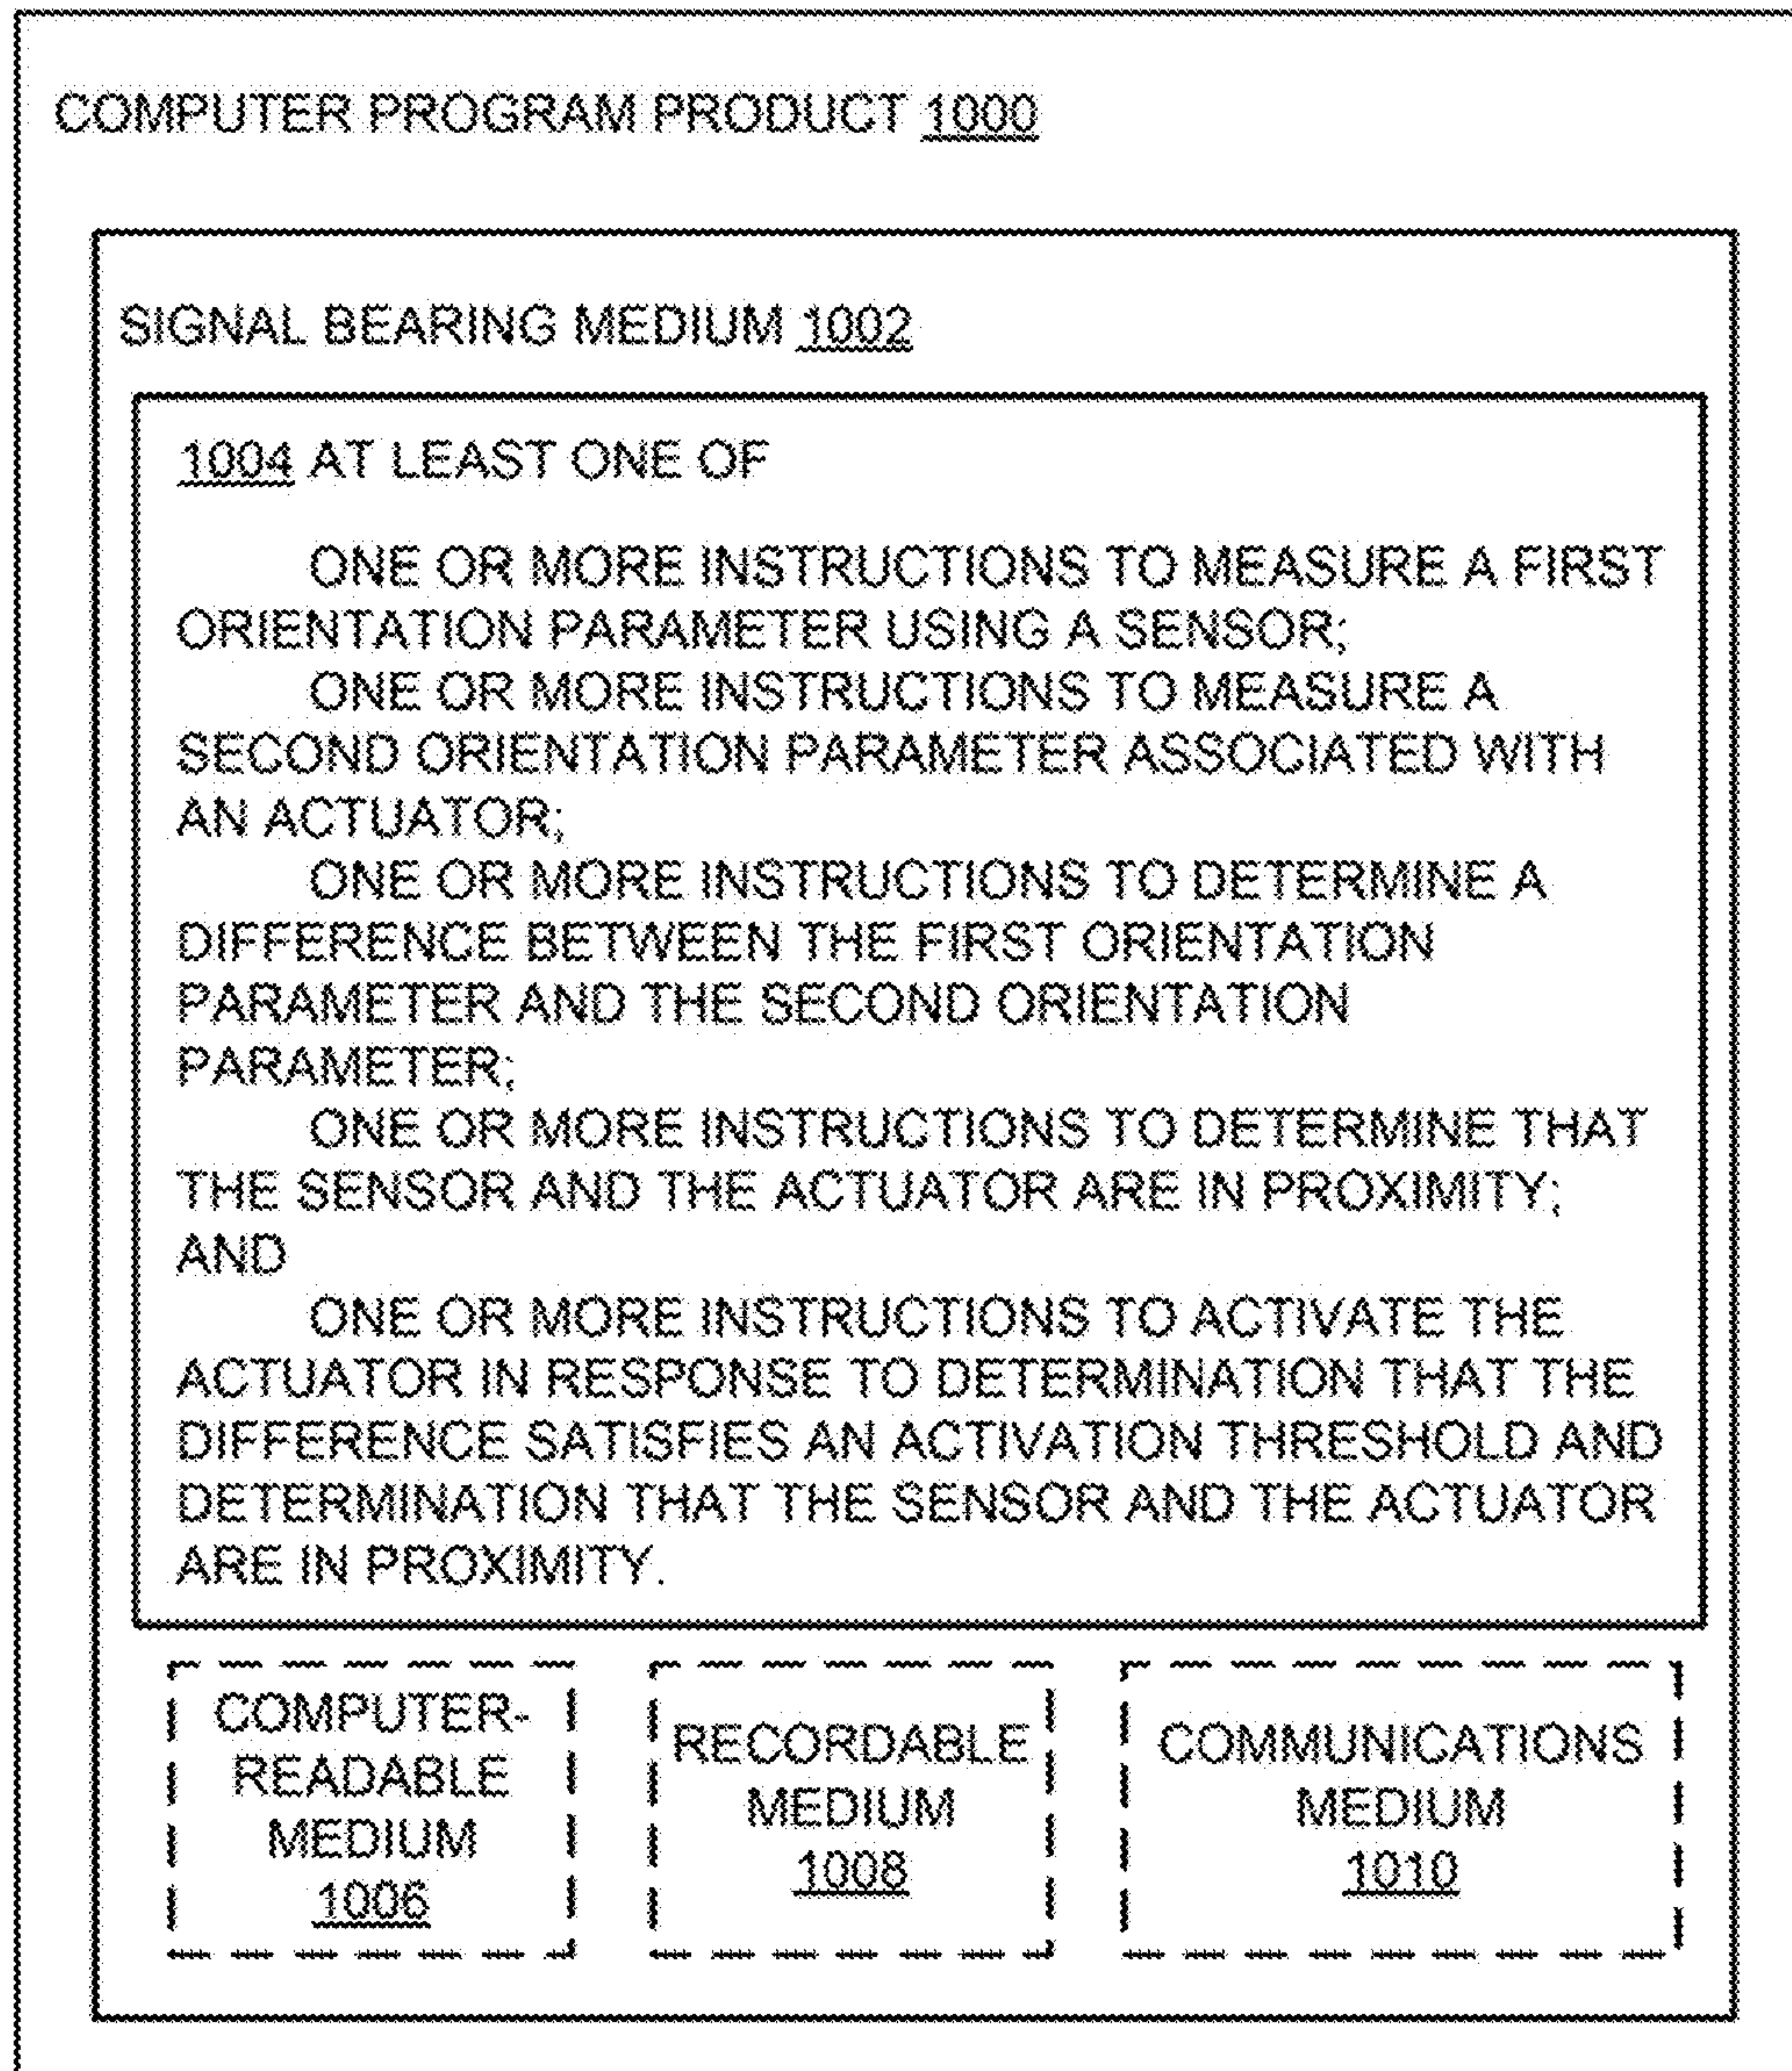 COMPUTER PROGRAM PRODUCT 1000
SIGNAL BEARING MEDIUM 1002
1004 AT LEAST ONE OF
ONE OR MORE INSTRUCTIONS TO MEASURE A FIRST
ORIENTATION PARAMETER USING A SENSOR;
ONE OR MORE INSTRUCTIONS TO MEASURE A
SECOND ORIENTATION PARAMETER ASSOCIATED WITH
AN ACTUATOR;
ONE OR MORE INSTRUCTIONS TO DETERMINE A
DIFFERENCE BETWEEN THE FIRST ORIENTATION
PARAMETER AND THE SECOND ORIENTATION
PARAMETER;
ONE OR MORE INSTRUCTIONS TO DETERMINE THAT
THE SENSOR AND THE ACTUATOR ARE IN PROXIMITY;
AND
ONE OR MORE INSTRUCTIONS TO ACTIVATE THE
ACTUATOR IN RESPONSE TO DETERMINATION THAT THE
DIFFERENCE SATISFIES AN ACTIVATION THRESHOLD AND
DETERMINATION THAT THE SENSOR AND THE ACTUATOR
ARE IN PROXIMITY.
COMPUTER-
READABLE
MEDIUM
1006
RECORDABLE
MEDIUM
1008
COMMUNICATIONS
MEDIUM
1010